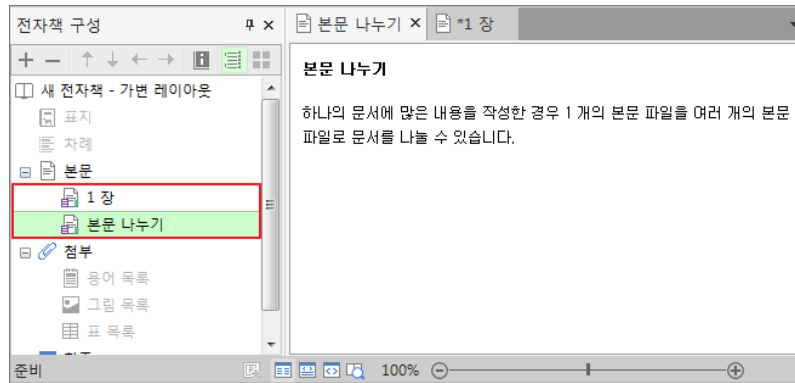 전자책 구성
본문 나누기
*1 장
새 전자책 - 가변 레이아웃
표지
차례
본문
1 장
본문 나누기
첨부
용어 목록
그림 목록
표 목록
본문 나누기
하나의 문서에 많은 내용을 작성한 경우 1 개의 본문 파일을 여러 개의 본문
파일로 문서를 나눌 수 있습니다.
준비
100%